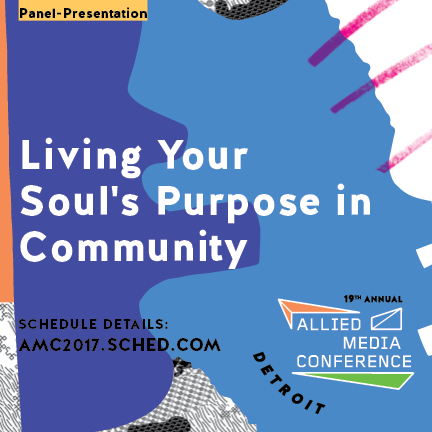 Panel-Presentation
Living Your
Soul's Purpose in
Community
19TH ANNUAL
ALLIED
MEDIA
CONFERENCE
DETROIT
SCHEDULE DETAILS:
AMC2017.SCHED.COM